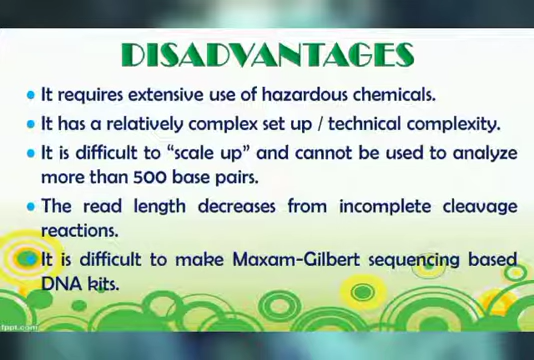 DISADVANTAGES
• It requires extensive use of hazardous chemicals.
• It has a relatively complex set up / technical complexity.
• It is difficult to "scale up" and cannot be used to analyze
more than 500 base pairs.
• The read length decreases from incomplete cleavage
reactions.
• It is difficult to make Maxam-Gilbert sequencing based
DNA kits.
fppt.com